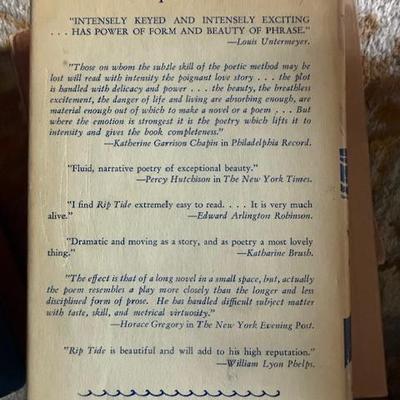 "INTENSELY KEYED AND INTENSELY EXCITING
. . . HAS POWER OF FORM AND BEAUTY OF PHRASE."
—Louis Untermeyer.
"Those on whom the subtle skill of the poetic method may be
lost will read with intensity the poignant love story . . . the plot
is handled with delicacy and power . . . the beauty, the breathless
excitement, the danger of life and living are absorbing enough, are
material enough out of which to make a novel or a poem . . . But
where the emotion is strongest it is the poetry which lifts it to
intensity and gives the book completeness."
—Katherine Garrison Chapin in Philadelphia Record.
"Fluid, narrative poetry of exceptional beauty."
—Percy Hutchison in The New York Times.
"I find Rip Tide extremely easy to read. . . . It is very much
alive." —Edward Arlington Robinson.
"Dramatic and moving as a story, and as poetry a most lovely
thing." —Katharine Brush.
"The effect is that of a long novel in a small space, but, actually
the poem resembles a play more closely than the longer and less
disciplined form of prose. He has handled difficult subject matter
with taste, skill, and metrical virtuosity."
—Horace Gregory in The New York Evening Post.
"Rip Tide is beautiful and will add to his high reputation."
—William Lyon Phelps.